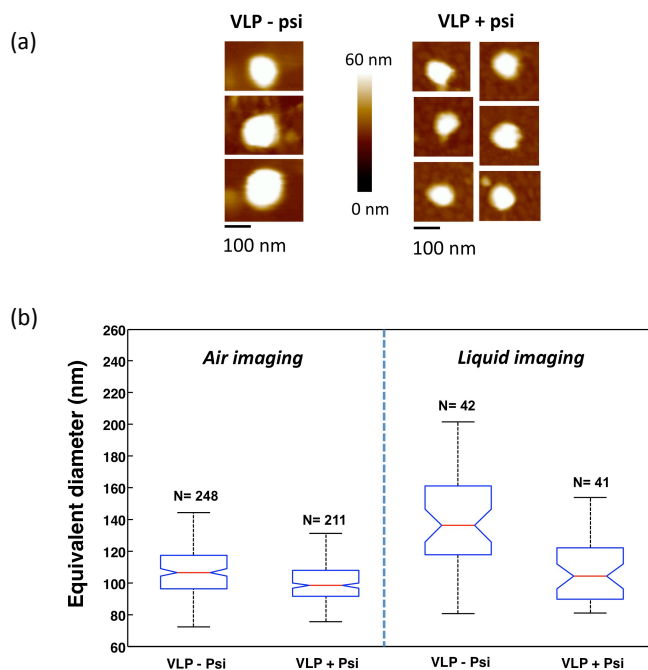 (a)
VLP - psi
VLP + psi
60 nm
0 nm
100 nm
100 nm
(b)
Equivalent diameter (nm)
260
240
220
200
180
160
140
120
100
80
60
Air imaging
Liquid imaging
N= 248
N= 211
N= 42
N= 41
VLP - Psi
VLP + Psi
VLP - Psi
VLP + Psi